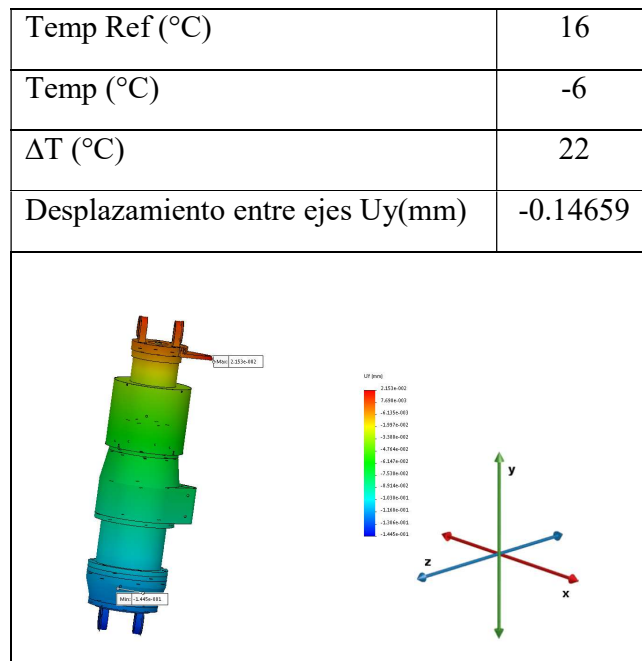 Temp Ref (°C) 16
Temp (°C) -6
ΔT (°C) 22
Desplazamiento entre ejes Uy(mm) -0.14659
Max: 2.153e-002
UY (mm)
2.153e-002
7.698e-003
-6.135e-003
-1.997e-002
-3.380e-002
-4.764e-002
-6.147e-002
-7.530e-002
-8.914e-002
-1.030e-001
-1.168e-001
-1.306e-001
-1.445e-001
y
z
x
Min: -1.445e-001